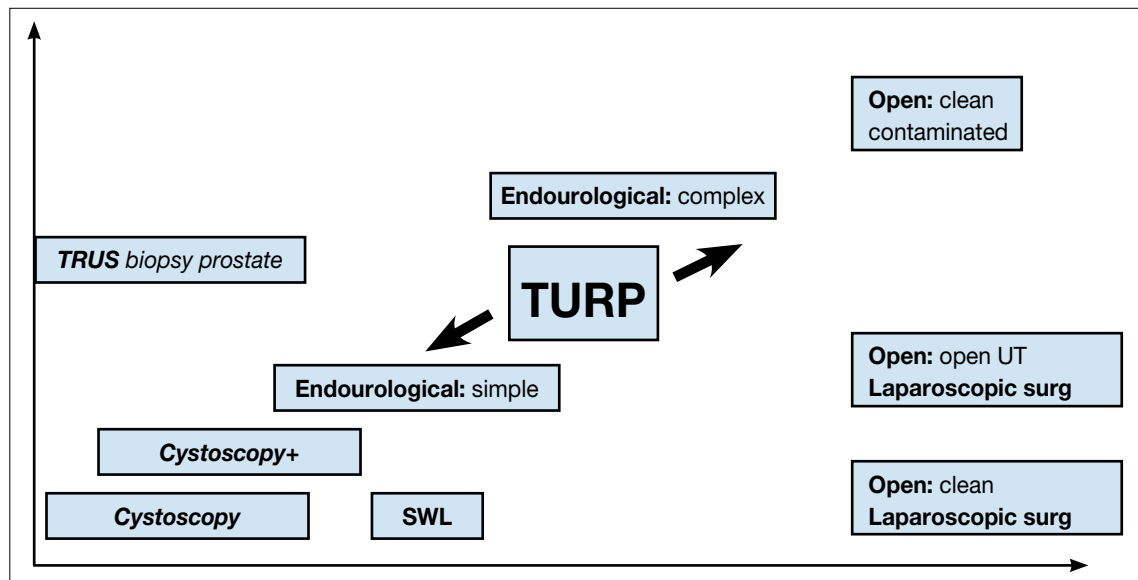 Open: clean
contaminated
Endourological: complex
TRUS biopsy prostate
TURP
Open: open UT
Laparoscopic surg
Endourological: simple
Cystoscopy+
Open: clean
Laparoscopic surg
Cystoscopy
SWL